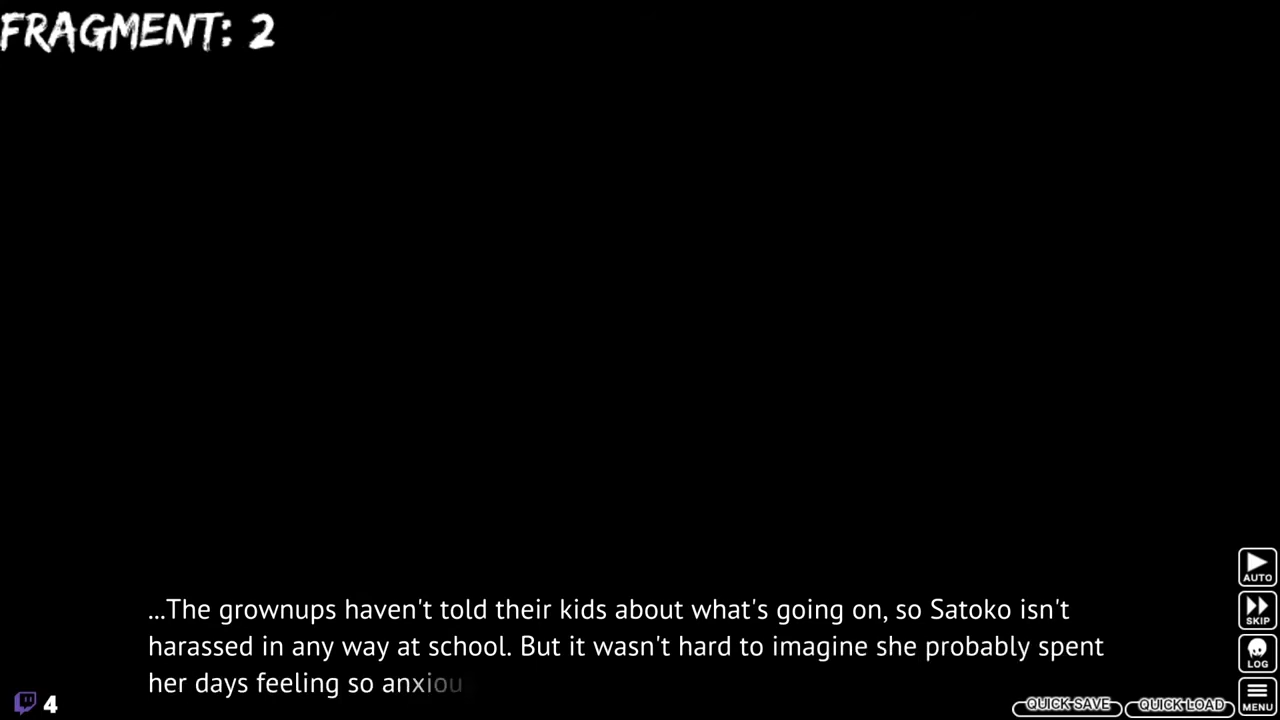 FRAGMENT: 2
...The grownups haven't told their kids about what's going on, so Satoko isn't
harassed in any way at school. But it wasn't hard to imagine she probably spent
her days feeling so anxiou
AUTO
SKIP
LOG
MENU
QUICK SAVE
QUICK LOAD
4